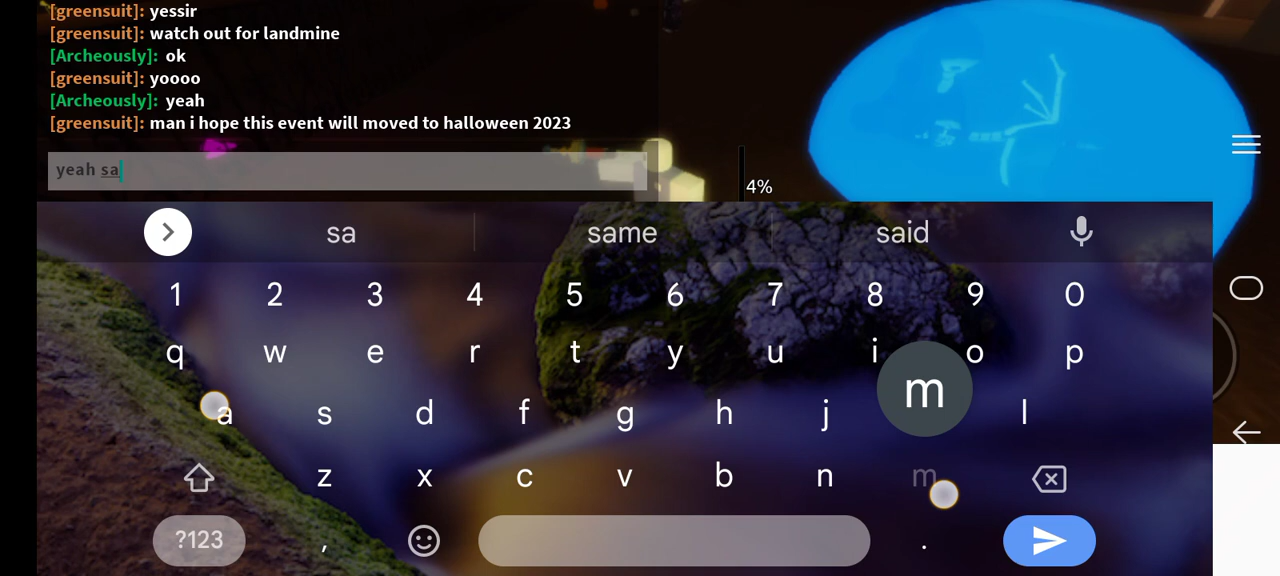 [greensuit]: yessir
[greensuit]: watch out for landmine
[Archeously]: ok
[greensuit]: yoooo
[Archeously]: yeah
[greensuit]: man i hope this event will moved to halloween 2023
yeah sa
4%
sa same said
1 2 3 4 5 6 7 8 9 0
q w e r t y u i o p
m
a s d f g h j l
z x c v b n m
?123 , .